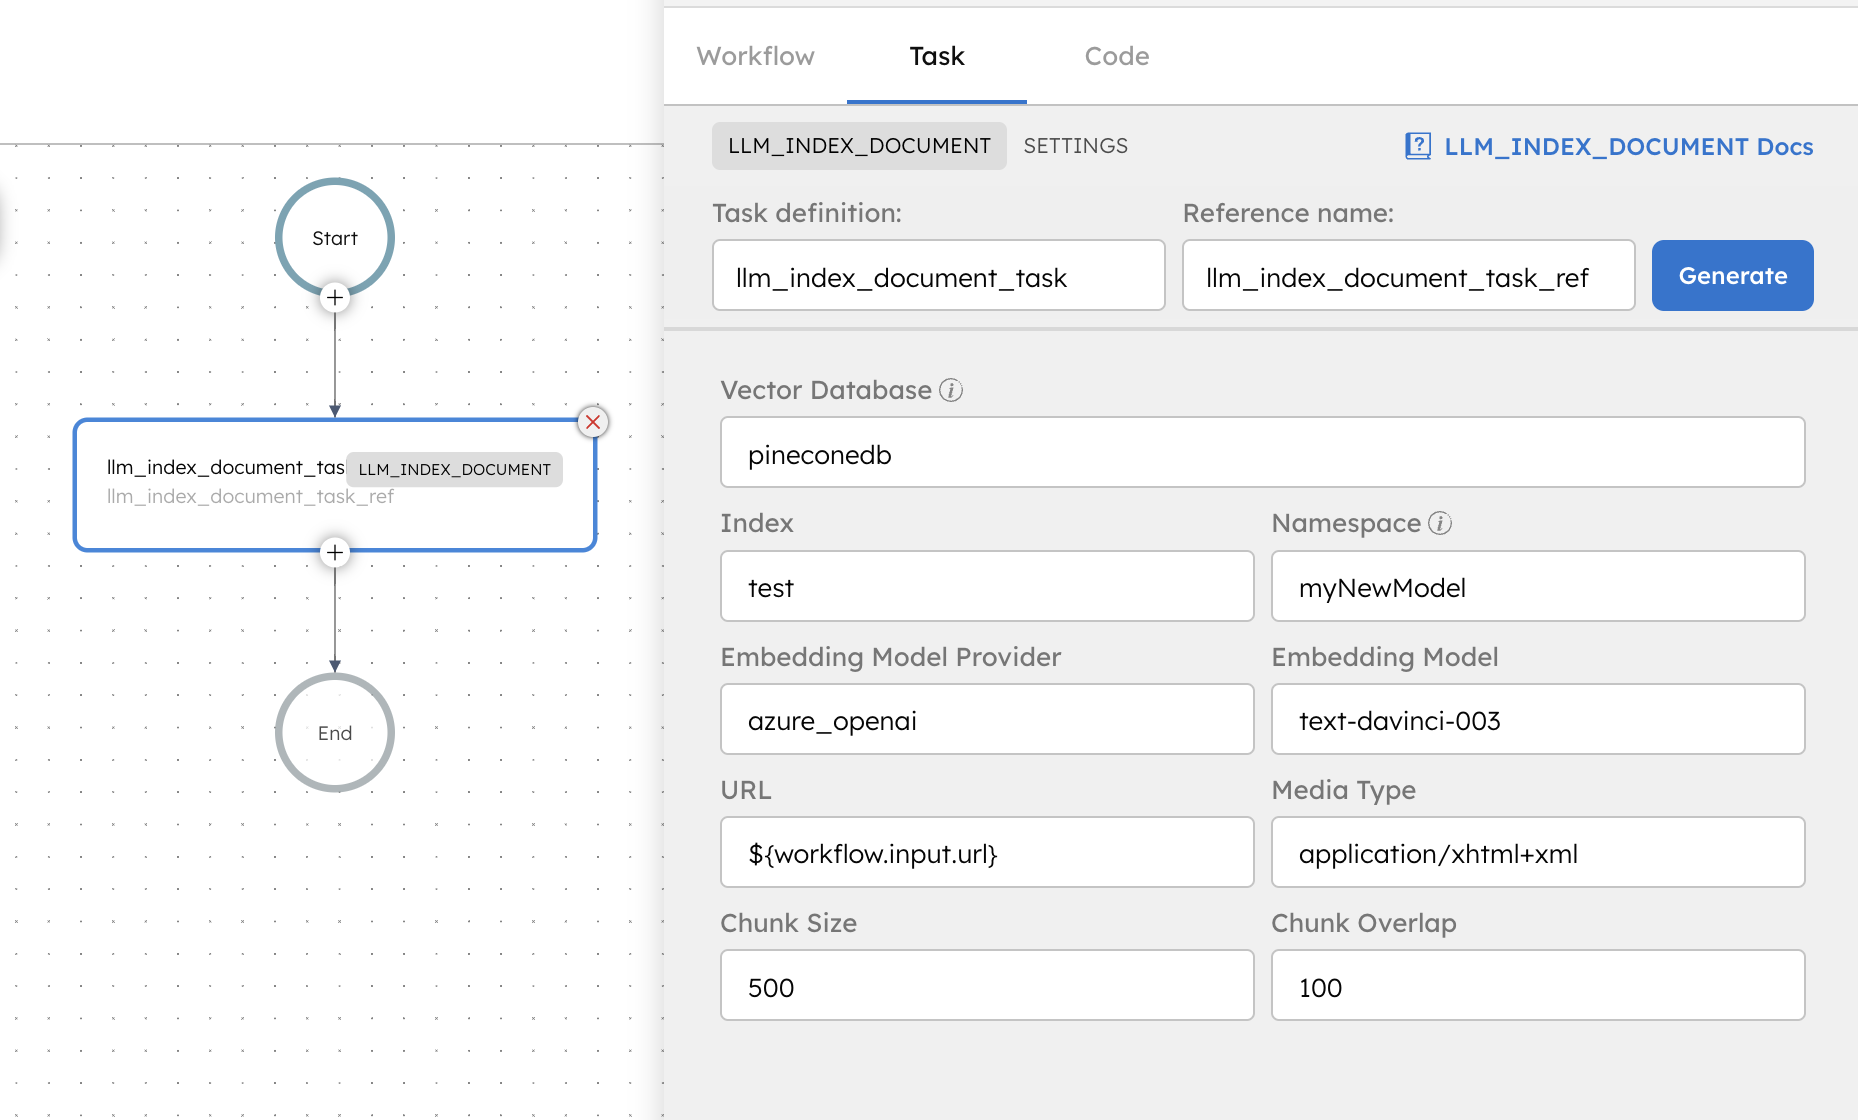 Workflow Task Code
LLM_INDEX_DOCUMENT SETTINGS LLM_INDEX_DOCUMENT Docs
Task definition: Reference name:
llm_index_document_task llm_index_document_task_ref Generate
Start
llm_index_document_tas LLM_INDEX_DOCUMENT
llm_index_document_task_ref
End
Vector Database
pineconedb
Index Namespace
test myNewModel
Embedding Model Provider Embedding Model
azure_openai text-davinci-003
URL Media Type
${workflow.input.url} application/xhtml+xml
Chunk Size Chunk Overlap
500 100